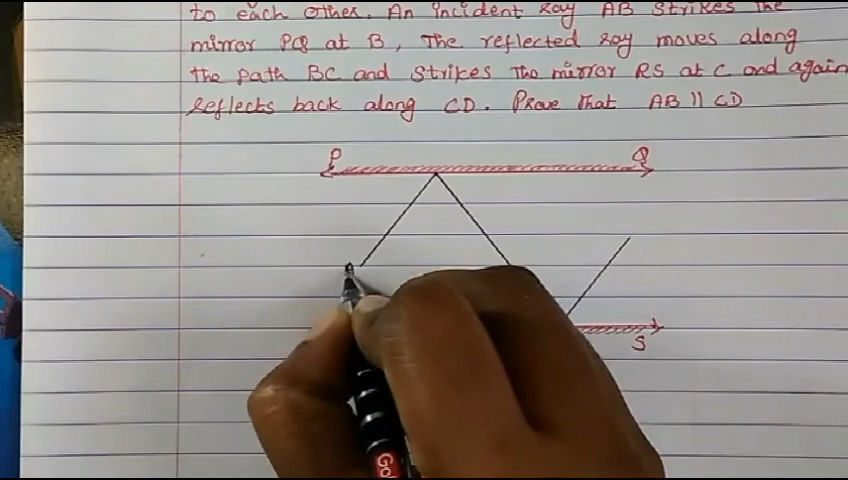 to each other. An incident ray AB strikes the
mirror PQ at B, The reflected ray moves along
the path BC and strikes the mirror RS at C and again
reflects back along CD. Prove that AB || CD
P
Q
S
Go